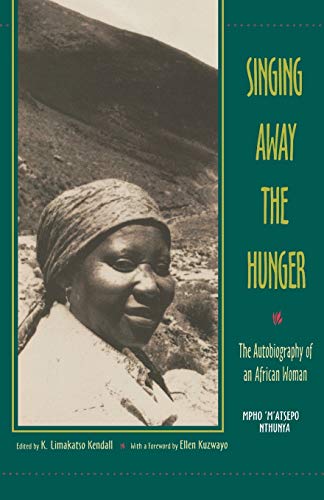 SINGING
AWAY
THE
HUNGER
The Autobiography of
an African Woman
MPHO 'M'ATSEPO
NTHUNYA
Edited by K. Limakatso Kendall With a Foreword by Ellen Kuzwayo